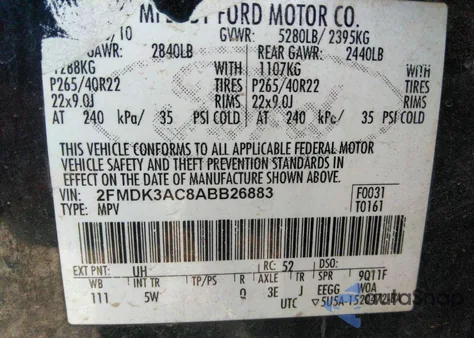 FORD MOTOR CO.
/10 GVWR: 5280LB/ 2395KG
GAWR: 2840LB REAR GAWR: 2440LB
1288KG WITH 1107KG WITH
P265/40R22 TIRES P265/40R22 TIRES
22x9.0J RIMS 22x9.0J RIMS
AT 240 kPa/ 35 PSI COLD AT 240 kPa/ 35 PSI COLD
THIS VEHICLE CONFORMS TO ALL APPLICABLE FEDERAL MOTOR
VEHICLE SAFETY AND THEFT PREVENTION STANDARDS
IN EFFECT ON THE DATE OF MANUFACTURE SHOWN ABOVE.
VIN: 2FMDK3AC8ABB26883 F0031
TYPE: MPV T0161
EXT PNT: UH RC: 52 DSO:
WB INT TR TP/PS R AXLE TR SPR 9Q11F
111 5W 3E J EEGG WOA
UTC
AutoSnap